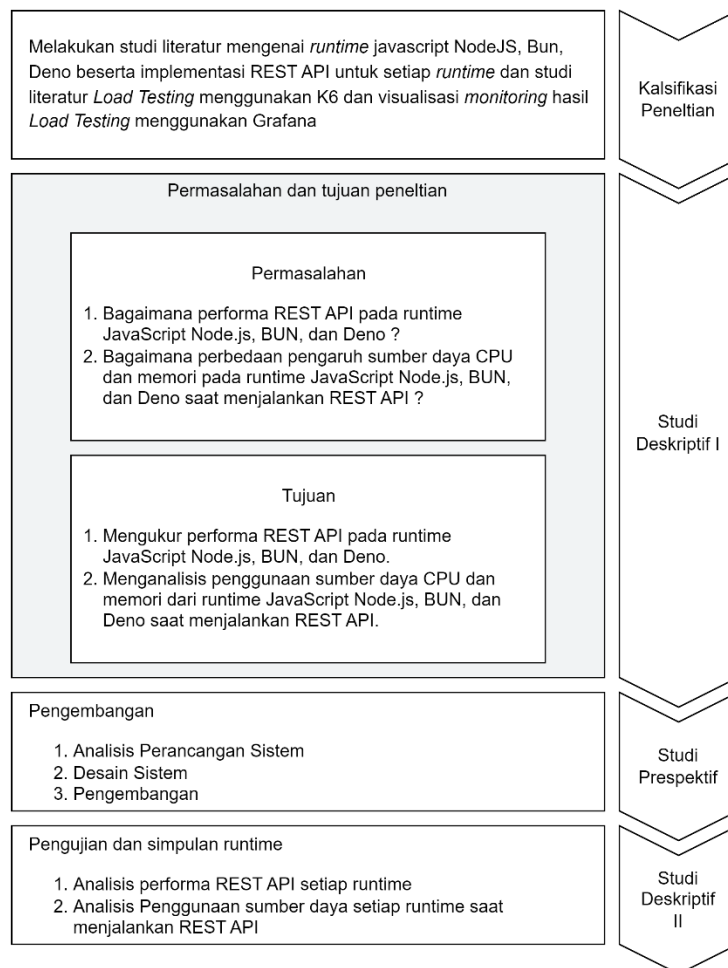 Melakukan studi literatur mengenai runtime javascript NodeJS, Bun,
Deno beserta implementasi REST API untuk setiap runtime dan studi
literatur Load Testing menggunakan K6 dan visualisasi monitoring hasil
Load Testing menggunakan Grafana
Kalsifikasi
Peneltian
Permasalahan dan tujuan peneltian
Permasalahan
1. Bagaimana performa REST API pada runtime
JavaScript Node.js, BUN, dan Deno ?
2. Bagaimana perbedaan pengaruh sumber daya CPU
dan memori pada runtime JavaScript Node.js, BUN,
dan Deno saat menjalankan REST API ?
Tujuan
1. Mengukur performa REST API pada runtime
JavaScript Node.js, BUN, dan Deno.
2. Menganalisis penggunaan sumber daya CPU dan
memori dari runtime JavaScript Node.js, BUN, dan
Deno saat menjalankan REST API.
Studi
Deskriptif I
Pengembangan
1. Analisis Perancangan Sistem
2. Desain Sistem
3. Pengembangan
Studi
Prespektif
Pengujian dan simpulan runtime
1. Analisis performa REST API setiap runtime
2. Analisis Penggunaan sumber daya setiap runtime saat
menjalankan REST API
Studi
Deskriptif
II